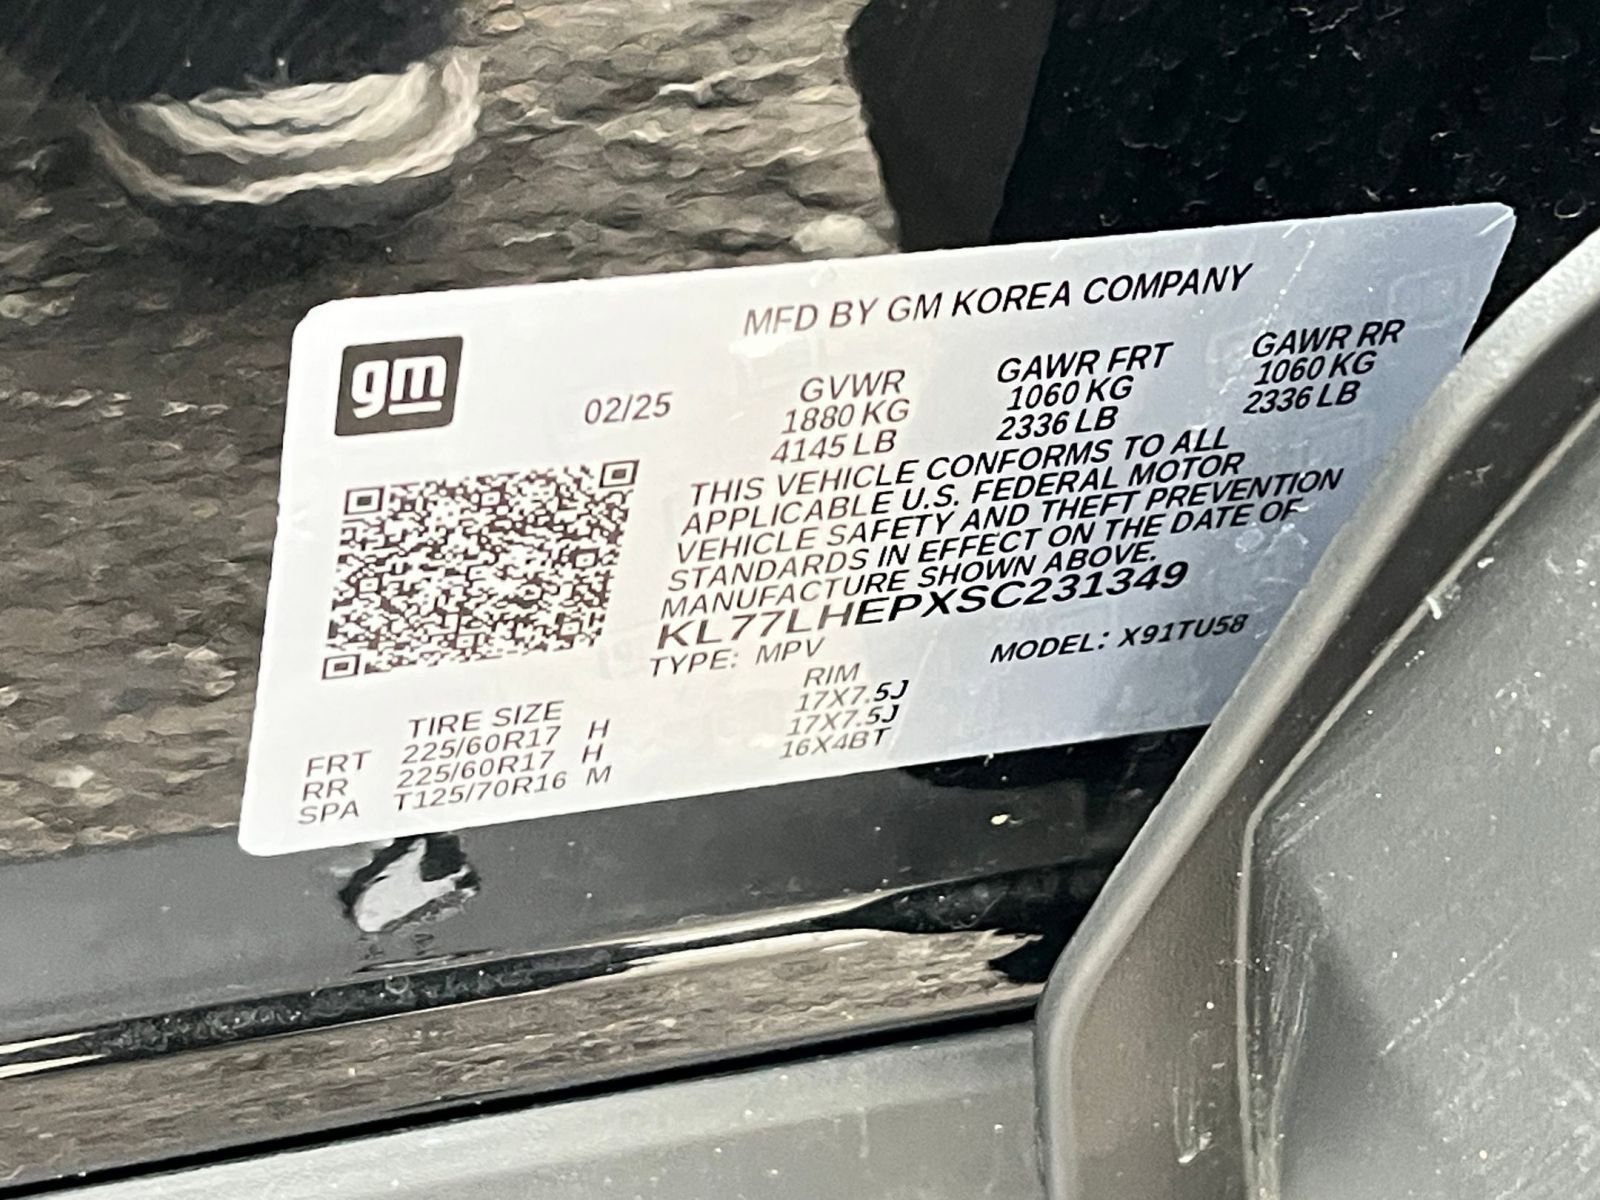 MFD BY GM KOREA COMPANY
gm
02/25
GVWR
1880 KG
4145 LB
GAWR FRT
1060 KG
2336 LB
GAWR RR
1060 KG
2336 LB
THIS VEHICLE CONFORMS TO ALL
APPLICABLE U.S. FEDERAL MOTOR
VEHICLE SAFETY AND THEFT PREVENTION
STANDARDS IN EFFECT ON THE DATE OF
MANUFACTURE SHOWN ABOVE.
KL77LHEPXSC231349
TYPE: MPV
MODEL: X91TU58
TIRE SIZE
RIM
FRT 225/60R17 H 17X7.5J
RR 225/60R17 H 17X7.5J
SPA T125/70R16 M 16X4BT